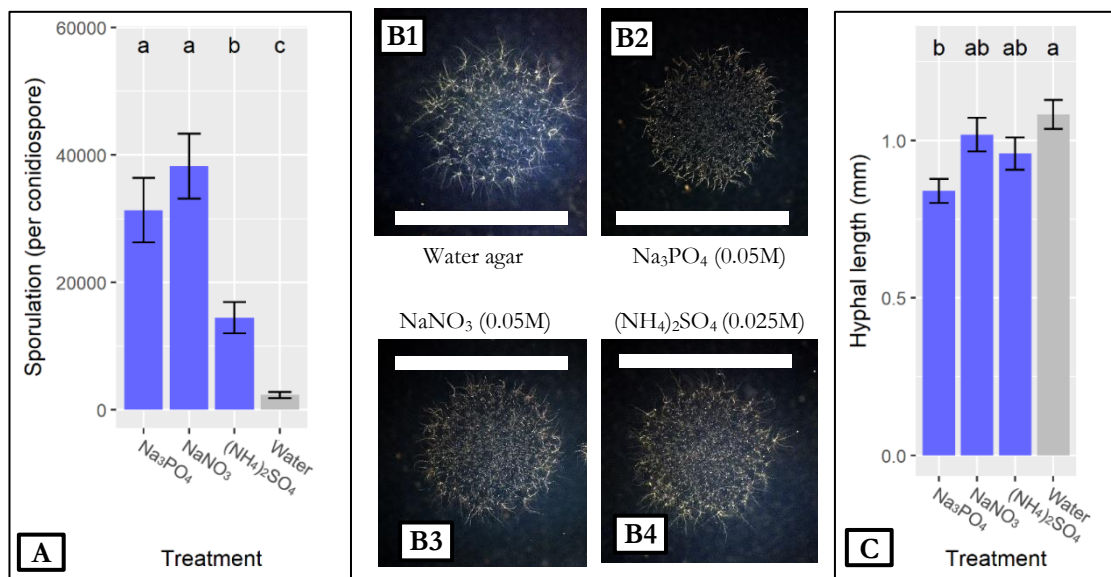 60000
40000
20000
0
a a b c
Sporulation (per conidiospore)
Na₃PO₄
NaNO₃
(NH₄)₂SO₄
Water
Treatment
A
B1
Water agar
B2
Na₃PO₄ (0.05M)
NaNO₃ (0.05M)
B3
(NH₄)₂SO₄ (0.025M)
B4
b ab ab a
1.0
0.5
0.0
Hyphal length (mm)
Na₃PO₄
NaNO₃
(NH₄)₂SO₄
Water
Treatment
C